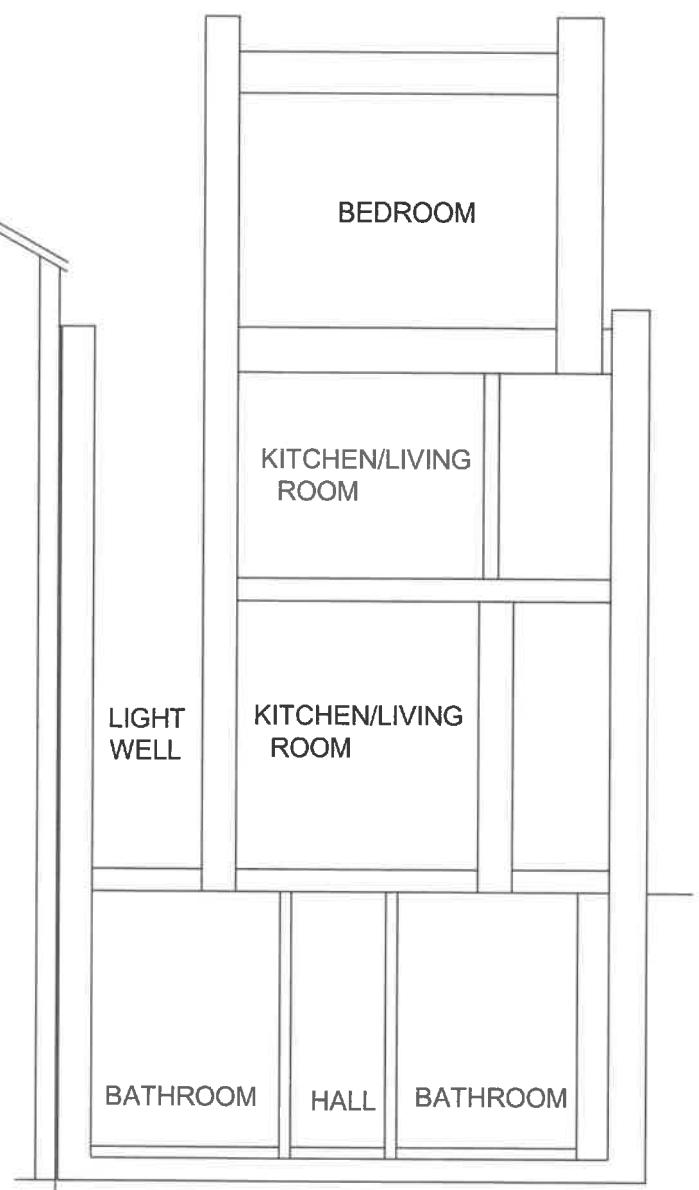 BEDROOM
KITCHEN/LIVING
ROOM
LIGHT
WELL
KITCHEN/LIVING
ROOM
BATHROOM
HALL
BATHROOM